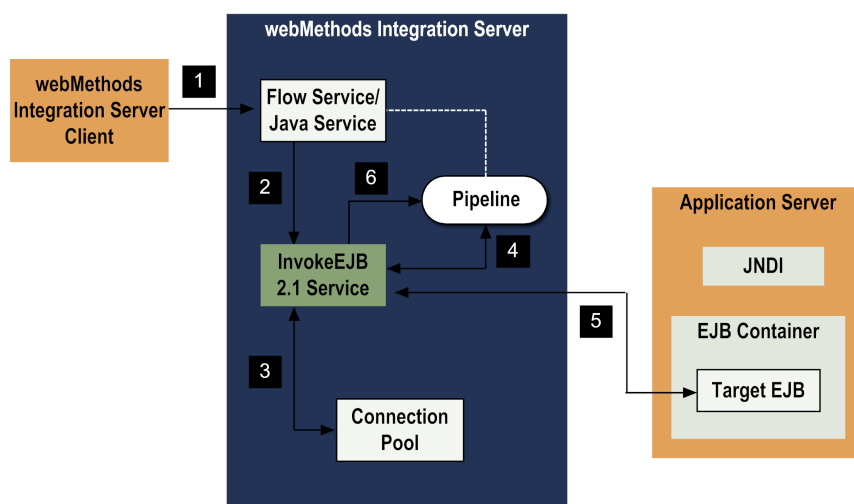 webMethods Integration Server
webMethods
Integration Server
Client
1
Flow Service/
Java Service
2
6
Pipeline
4
InvokeEJB
2.1 Service
3
Connection
Pool
5
Application Server
JNDI
EJB Container
Target EJB